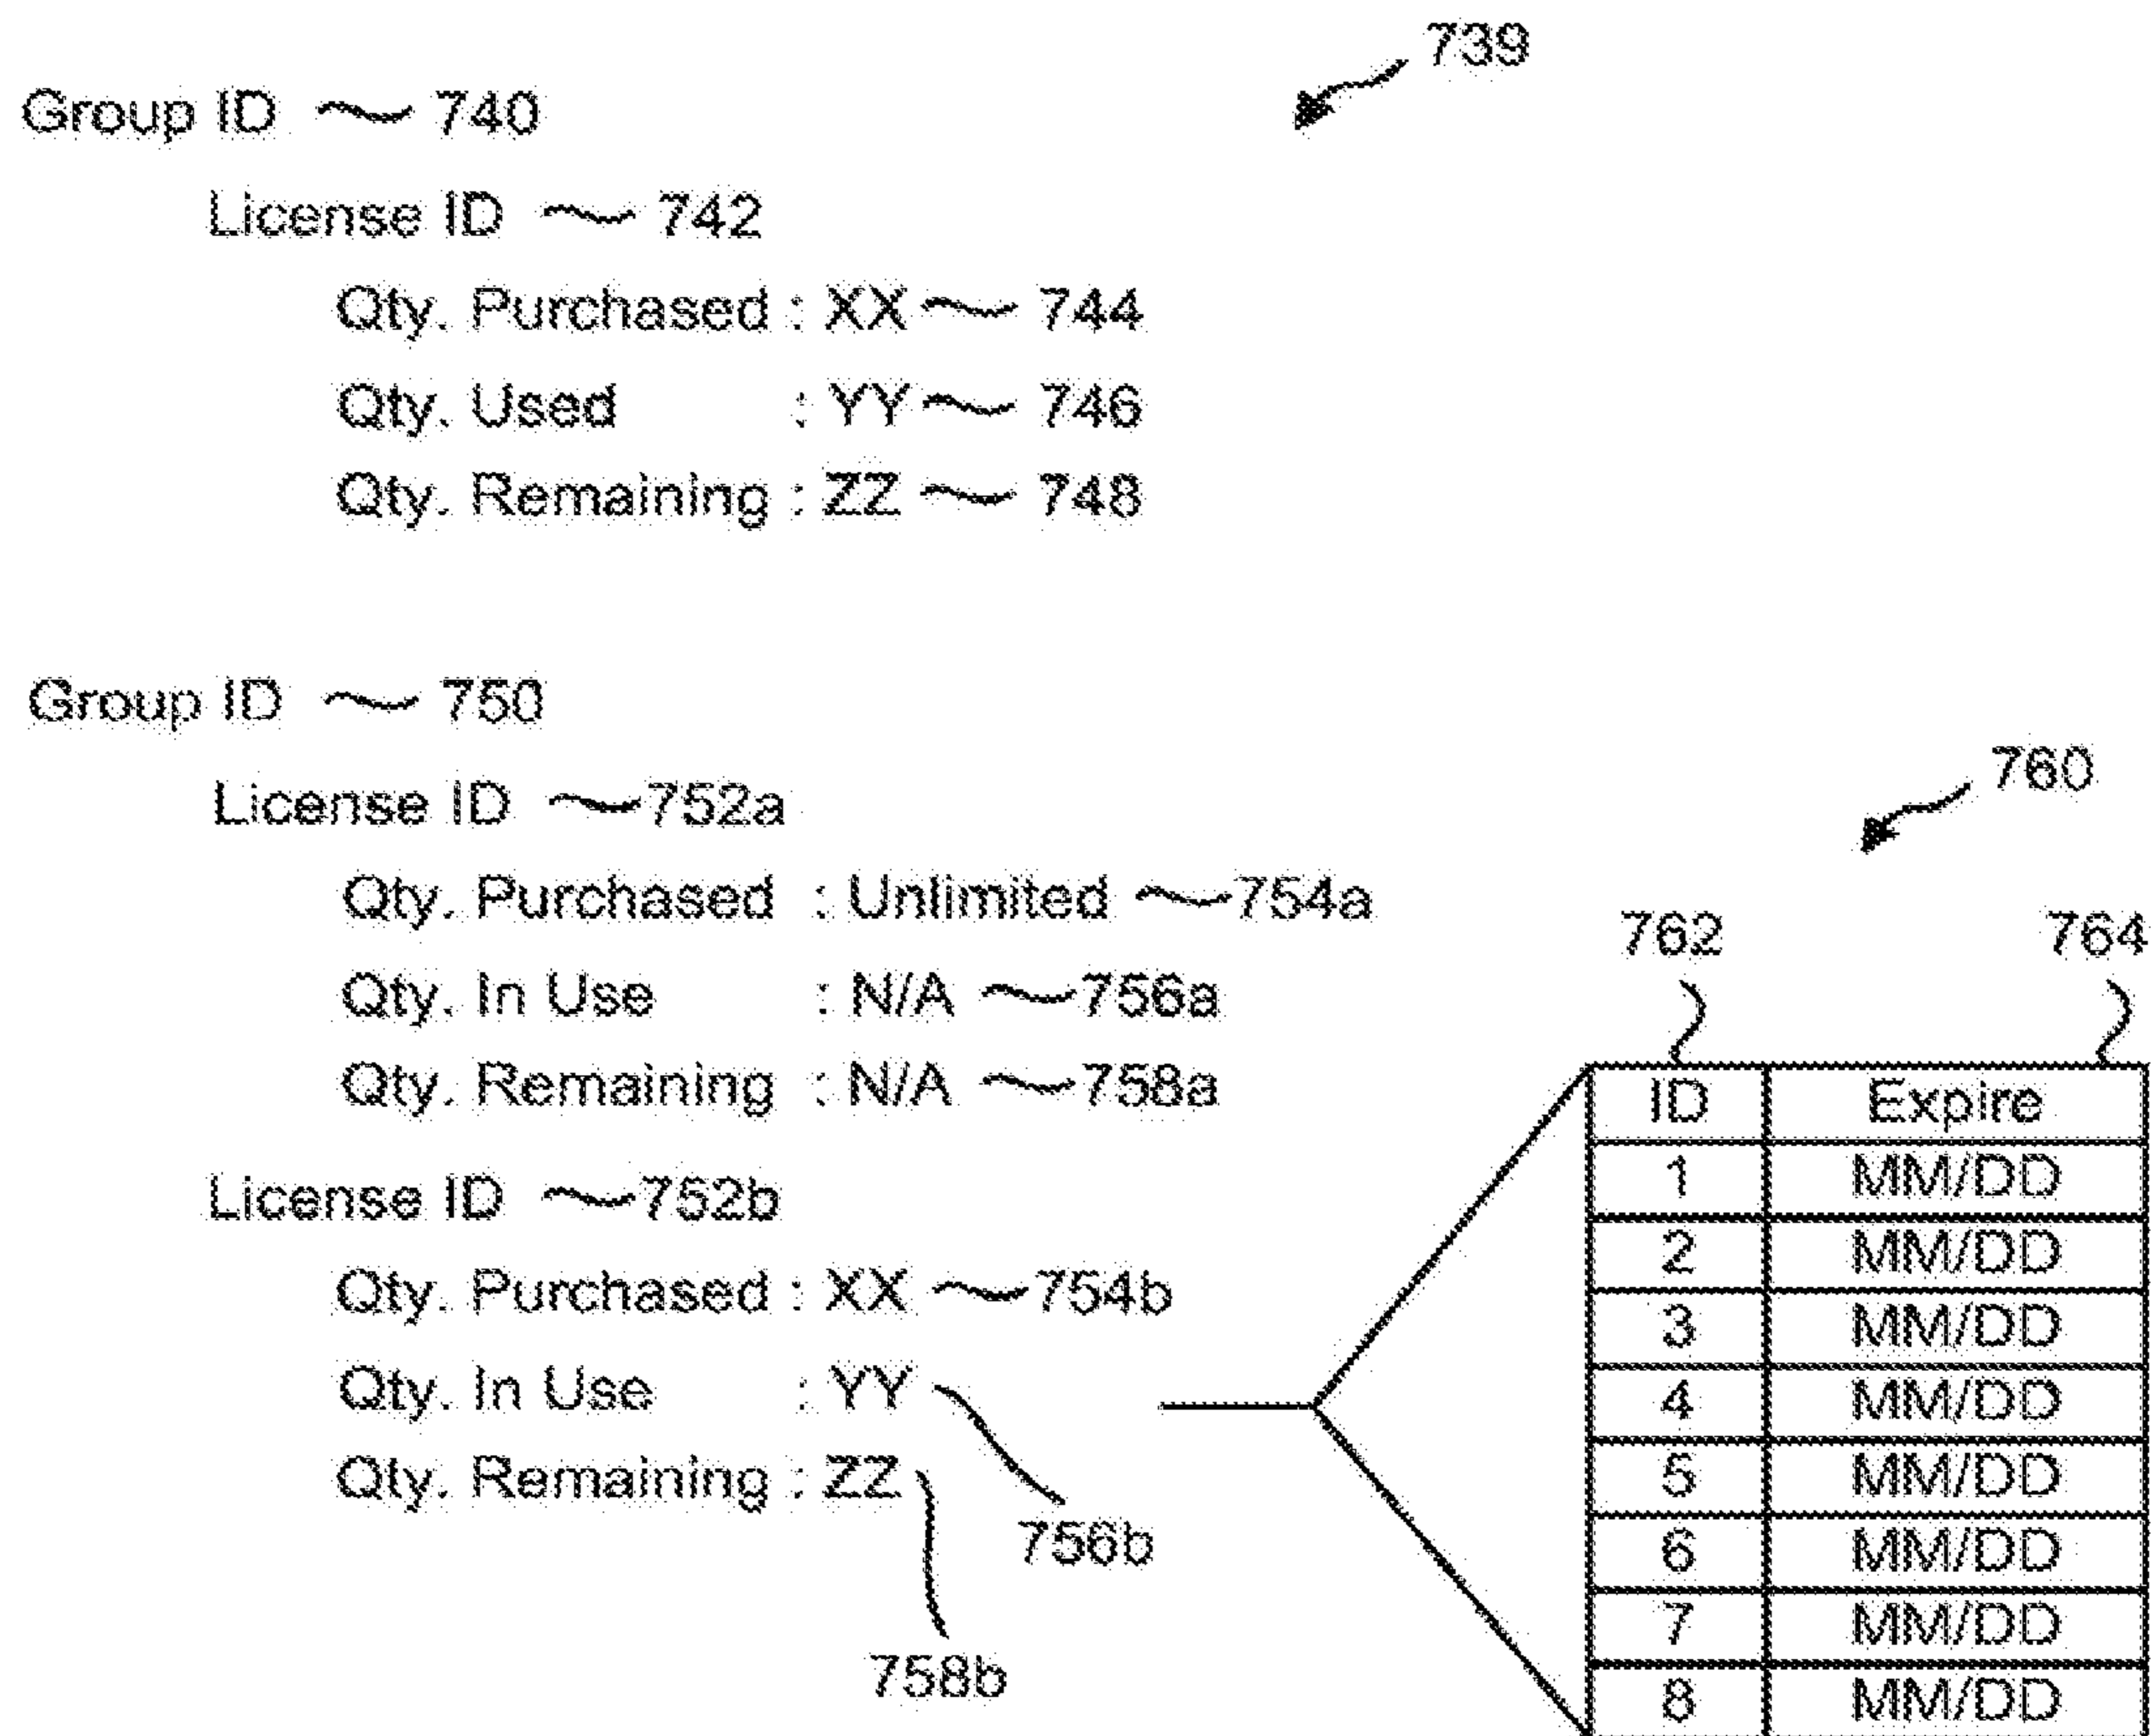 739
Group ID 740
License ID 742
Qty. Purchased : XX 744
Qty. Used : YY 746
Qty. Remaining : ZZ 748
Group ID 750
760
License ID 752a
Qty. Purchased : Unlimited 754a
762 764
Qty. In Use : N/A 756a
Qty. Remaining : N/A 758a
ID Expire
1 MM/DD
License ID 752b
2 MM/DD
Qty. Purchased : XX 754b
3 MM/DD
Qty. In Use : YY
4 MM/DD
Qty. Remaining : ZZ
5 MM/DD
756b
6 MM/DD
7 MM/DD
758b
8 MM/DD